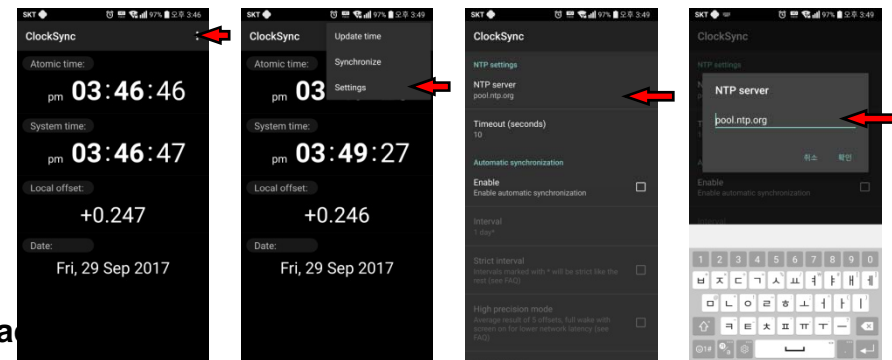 SKT 97% 오후 3:46
ClockSync
Atomic time:
pm 03:46:46
System time:
pm 03:46:47
Local offset:
+0.247
Date:
Fri, 29 Sep 2017
SKT 97% 오후 3:49
ClockSync
Update time
Synchronize
Settings
Atomic time:
pm 03
System time:
pm 03:49:27
Local offset:
+0.246
Date:
Fri, 29 Sep 2017
SKT 97% 오후 3:49
ClockSync
NTP settings
NTP server
pool.ntp.org
Timeout (seconds)
10
Automatic synchronization
Enable
Enable automatic synchronization
Interval
1 day*
Strict interval
Intervals marked with * will be strict like the
rest (see FAQ)
High precision mode
Average result of 5 offsets, full wake with
screen on for lower network latency (see
FAQ)
SKT 97% 오후 3:49
ClockSync
NTP settings
NTP server
pool.ntp.org
취소 확인
Enable
Enable automatic synchronization
Interval
1 2 3 4 5 6 7 8 9 0
ㅂ ㅈ ㄷ ㄱ ㅅ ㅛ ㅕ ㅑ ㅐ ㅔ
ㅁ ㄴ ㅇ ㄹ ㅎ ㅗ ㅓ ㅏ ㅣ
ㅋ ㅌ ㅊ ㅍ ㅠ ㅜ ㅡ